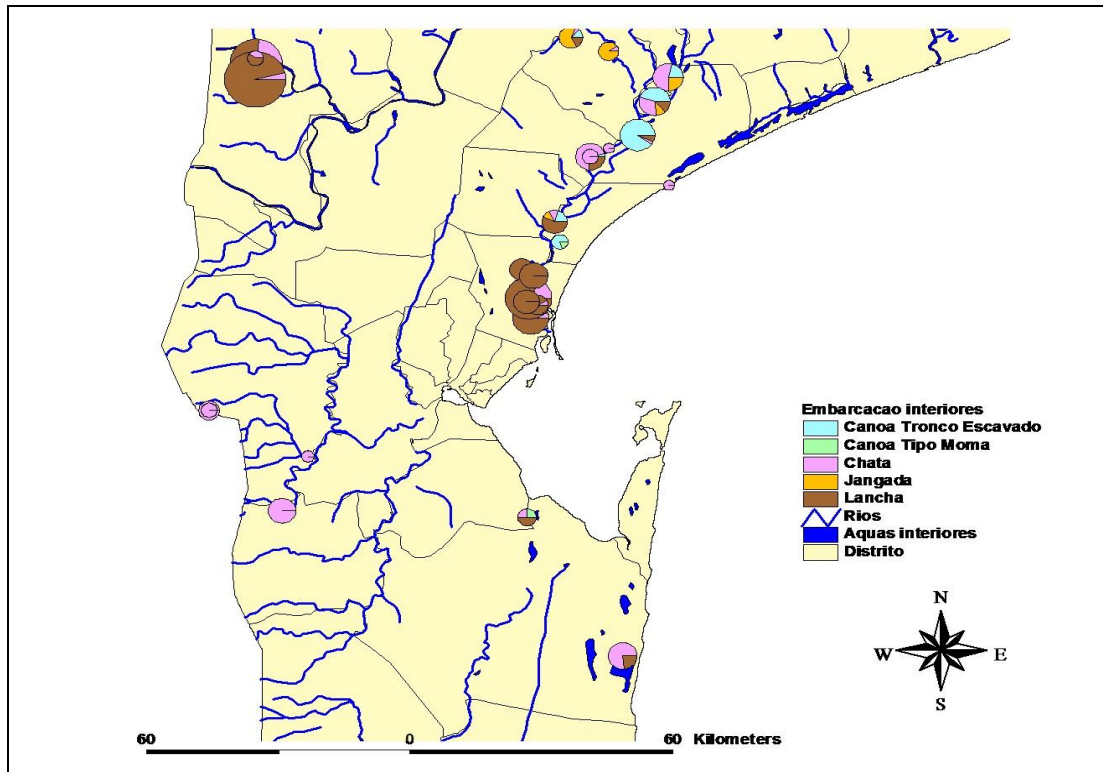 Embarcacao interiores
Canoa Tronco Escavado
Canoa Tipo Moma
Chata
Jangada
Lancha
Rios
Aquas interiores
Distrito
N
W E
S
60 0 60 Kilometers